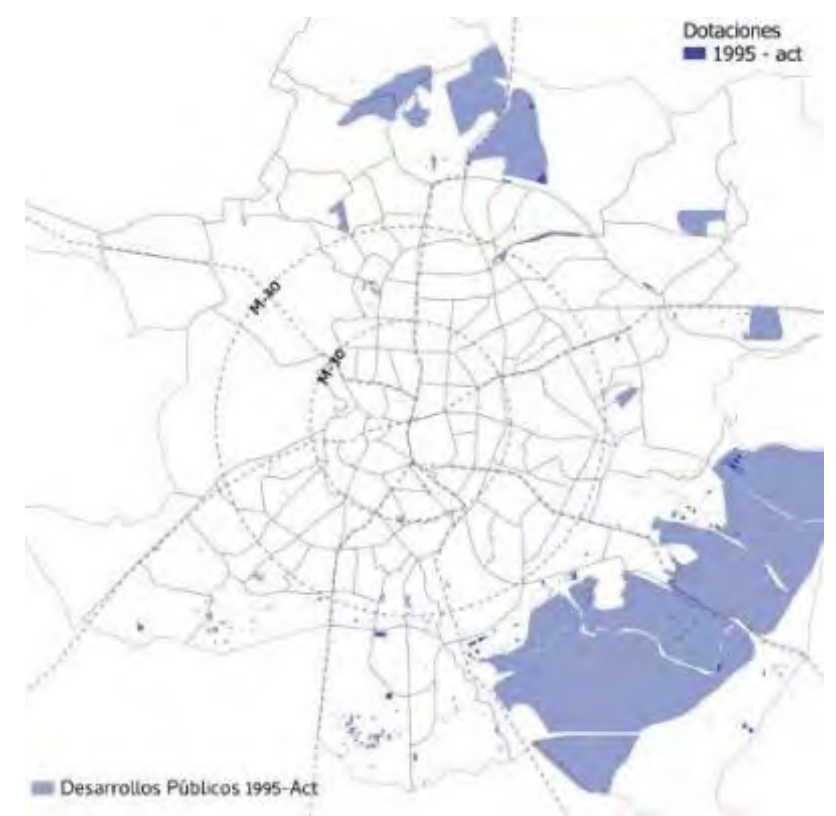 Dotaciones
1995 - act
M-30
M-30
Desarrollos Públicos 1995-Act